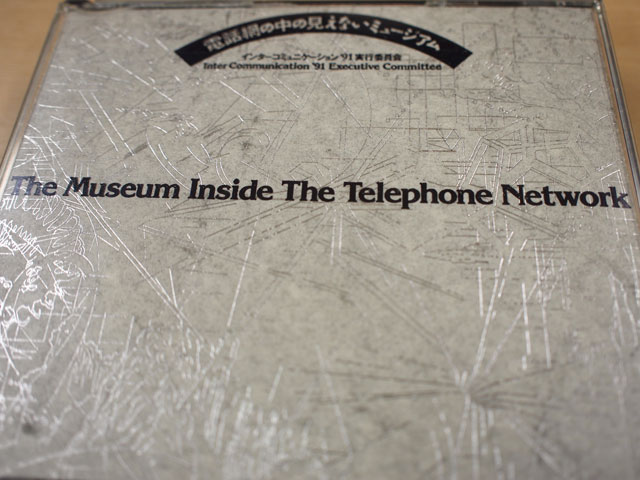 電話網の中の見えないミュージアム
インターコミュニケーション '91 実行委員会
Inter Communication '91 Executive Committee
The Museum Inside The Telephone Network